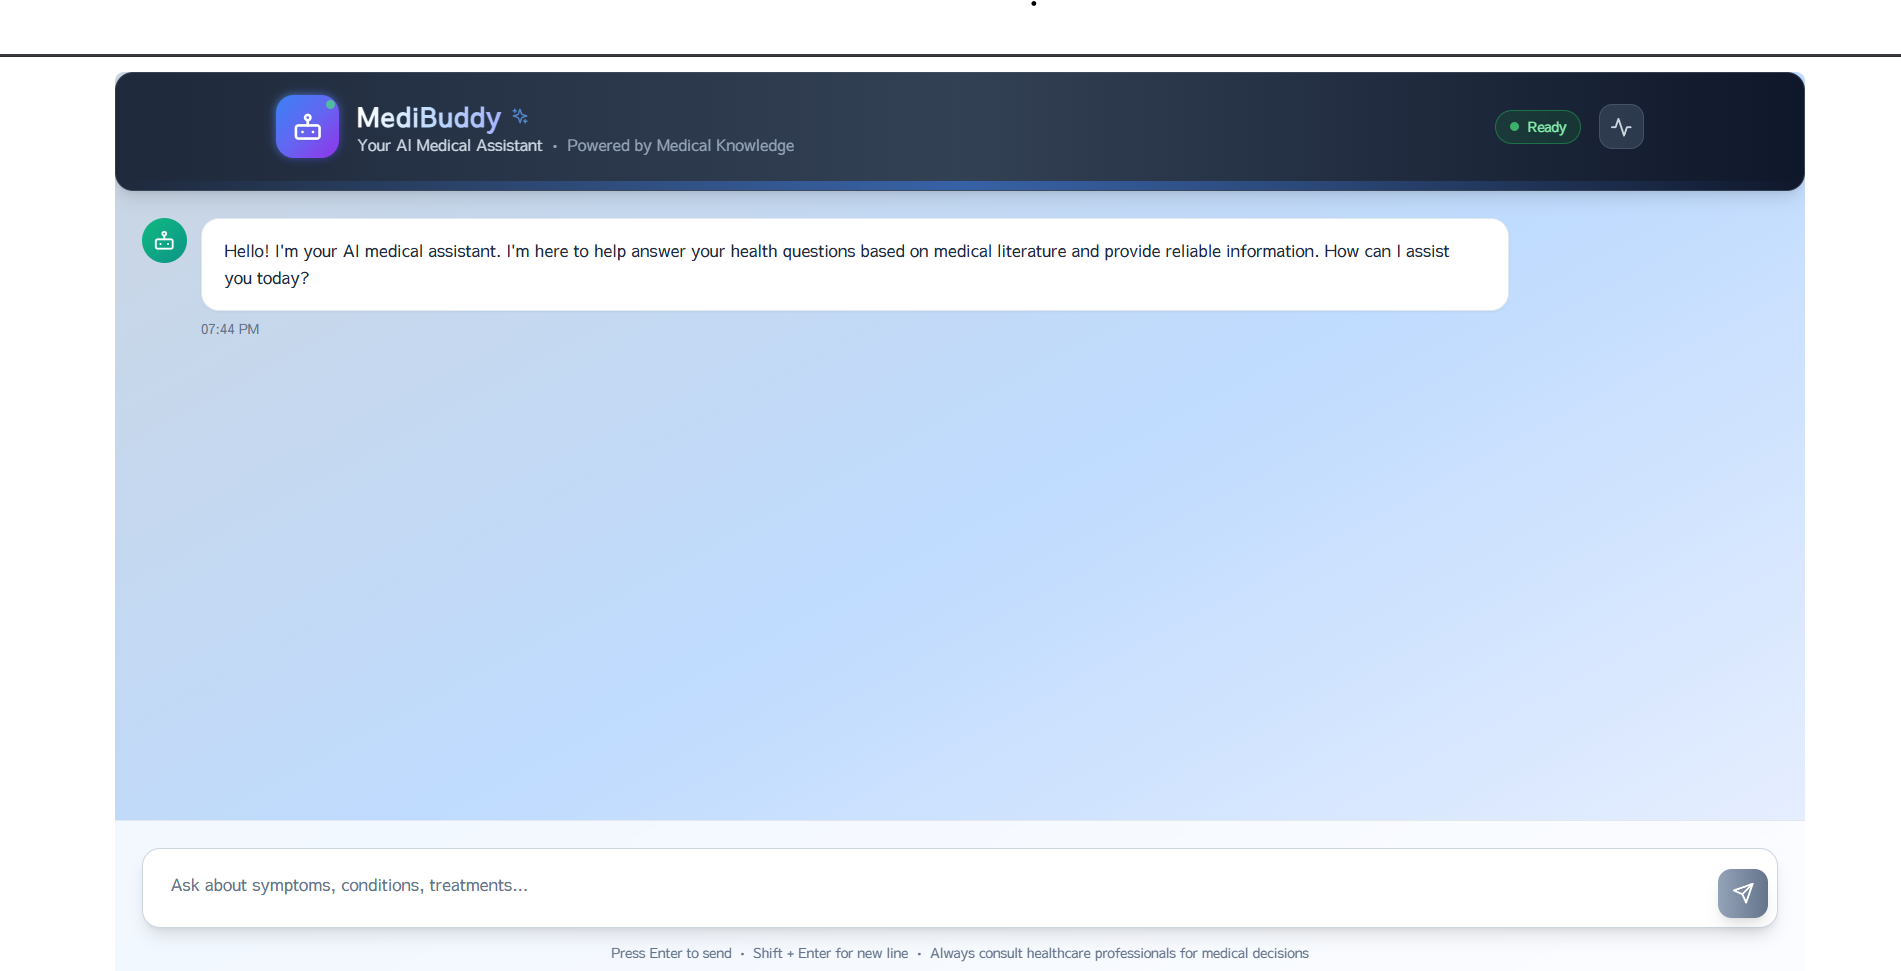 MediBuddy
Your AI Medical Assistant • Powered by Medical Knowledge
Ready
Hello! I'm your AI medical assistant. I'm here to help answer your health questions based on medical literature and provide reliable information. How can I assist
you today?
07:44 PM
Ask about symptoms, conditions, treatments...
Press Enter to send • Shift + Enter for new line • Always consult healthcare professionals for medical decisions